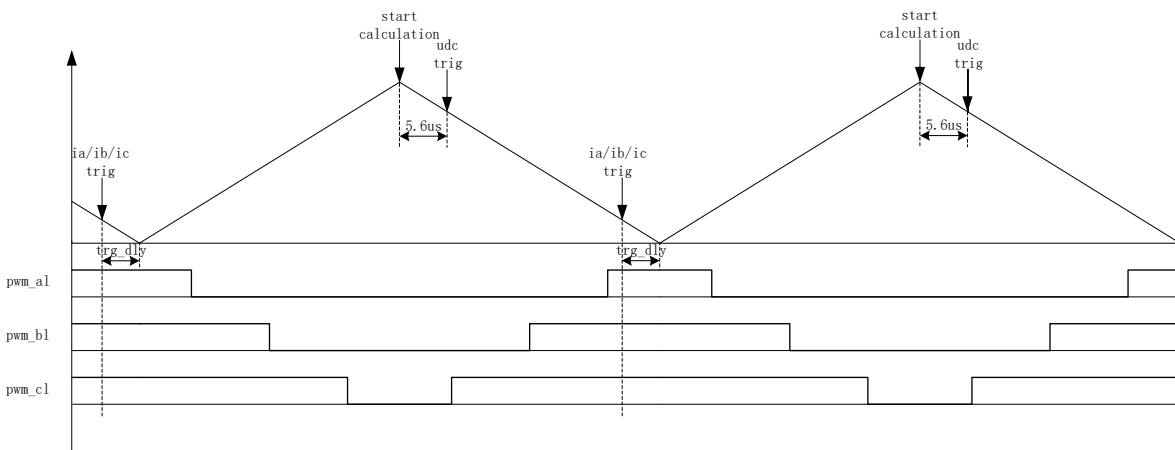 start
calculation
udc
trig
5.6us
start
calculation
udc
trig
5.6us
ia/ib/ic
trig
ia/ib/ic
trig
trg_dly
trg_dly
pwm_al
pwm_bl
pwm_cl